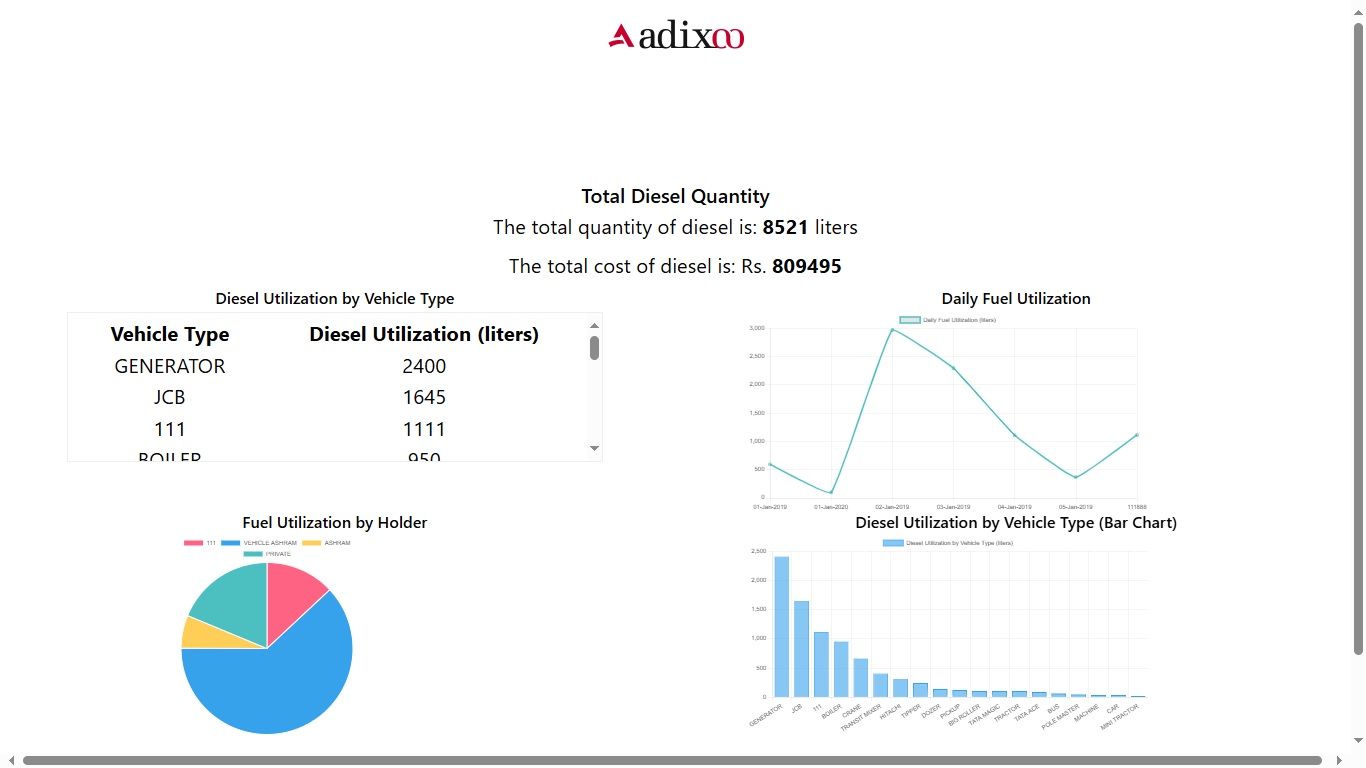 adixoo
Total Diesel Quantity
The total quantity of diesel is: 8521 liters
The total cost of diesel is: Rs. 809495
Diesel Utilization by Vehicle Type
Vehicle Type Diesel Utilization (liters)
GENERATOR 2400
JCB 1645
111 1111
BOILER 950
Daily Fuel Utilization
Daily Fuel Utilization (liters)
3,000
2,500
2,000
1,500
1,000
500
0
01-Jan-2019 01-Jan-2020 02-Jan-2019 03-Jan-2019 04-Jan-2019 05-Jan-2019 111888
Fuel Utilization by Holder
111 VEHICLE ASHRAM ASHRAM
PRIVATE
Diesel Utilization by Vehicle Type (Bar Chart)
Diesel Utilization by Vehicle Type (liters)
2,500
2,000
1,500
1,000
500
0
GENERATOR JCB 111 BOILER CRANE TRANSIT MIXER HITACHI TIPPER DOZER PICKUP BIO ROLLER TATA MAGIC TRACTOR TATA ACE BUS POLE MASTER MACHINE CAR MINI TRACTOR